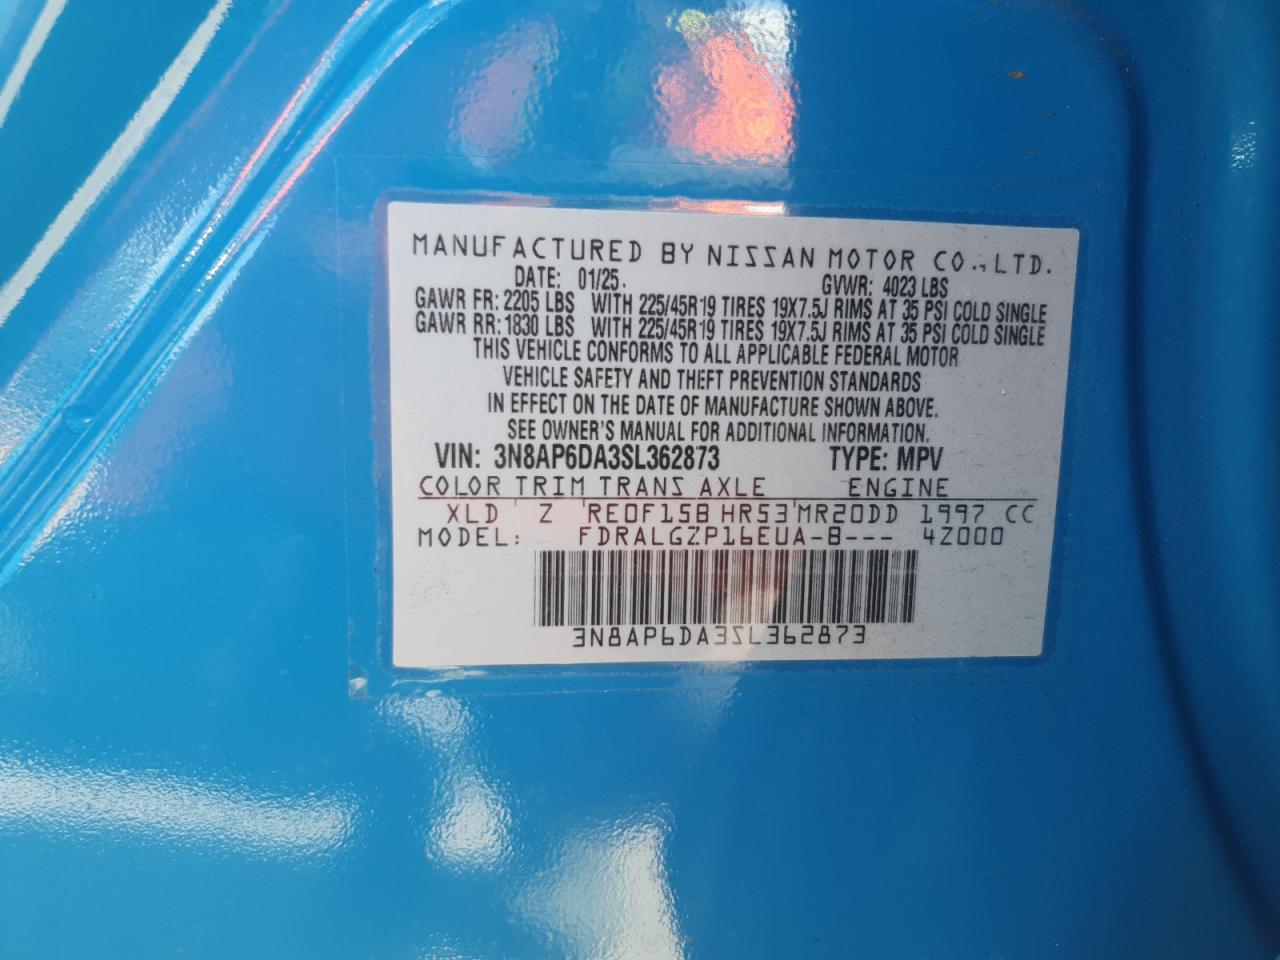 MANUFACTURED BY NISSAN MOTOR CO., LTD.
DATE: 01/25. GVWR: 4023 LBS
GAWR FR: 2205 LBS WITH 225/45R19 TIRES 19X7.5J RIMS AT 35 PSI COLD SINGLE
GAWR RR: 1830 LBS WITH 225/45R19 TIRES 19X7.5J RIMS AT 35 PSI COLD SINGLE
THIS VEHICLE CONFORMS TO ALL APPLICABLE FEDERAL MOTOR
VEHICLE SAFETY AND THEFT PREVENTION STANDARDS
IN EFFECT ON THE DATE OF MANUFACTURE SHOWN ABOVE.
SEE OWNER'S MANUAL FOR ADDITIONAL INFORMATION.
VIN: 3N8AP6DA3SL362873 TYPE: MPV
COLOR TRIM TRANS AXLE ENGINE
XLD Z RE0F15B HR53 MR20DD 1997 CC
MODEL: FDRALGZP16EUA-B--- 4Z000
3N8AP6DA3SL362873